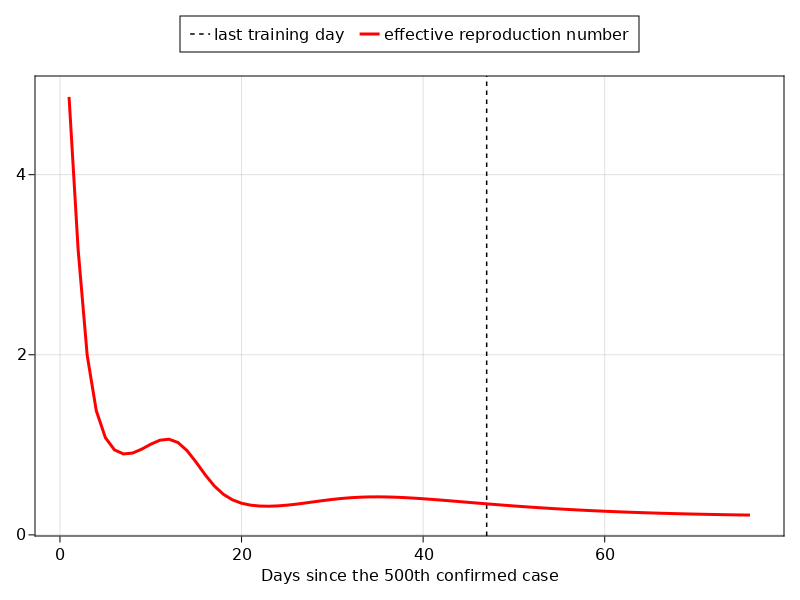 last training day effective reproduction number
4
2
0
0 20 40 60
Days since the 500th confirmed case